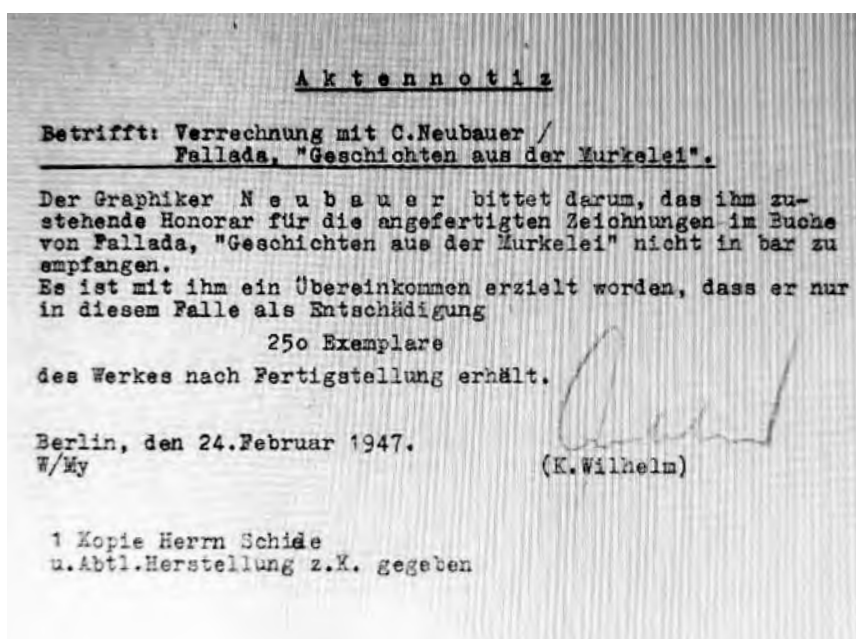 A k t e n n o t i z
Betrifft: Verrechnung mit C.Neubauer /
Fallada, "Geschichten aus der Murkelei".
Der Graphiker N e u b a u e r bittet darum, das ihm zu-
stehende Honorar für die angefertigten Zeichnungen im Buche
von Fallada, "Geschichten aus der Murkelei" nicht in bar zu
empfangen.
Es ist mit ihm ein Übereinkommen erzielt worden, dass er nur
in diesem Falle als Entschädigung
25o Exemplare
des Werkes nach Fertigstellung erhält.
Berlin, den 24.Februar 1947.
W/My
(K.Wilhelm)
1 Kopie Herrn Schide
u.Abtl.Herstellung z.K. gegeben